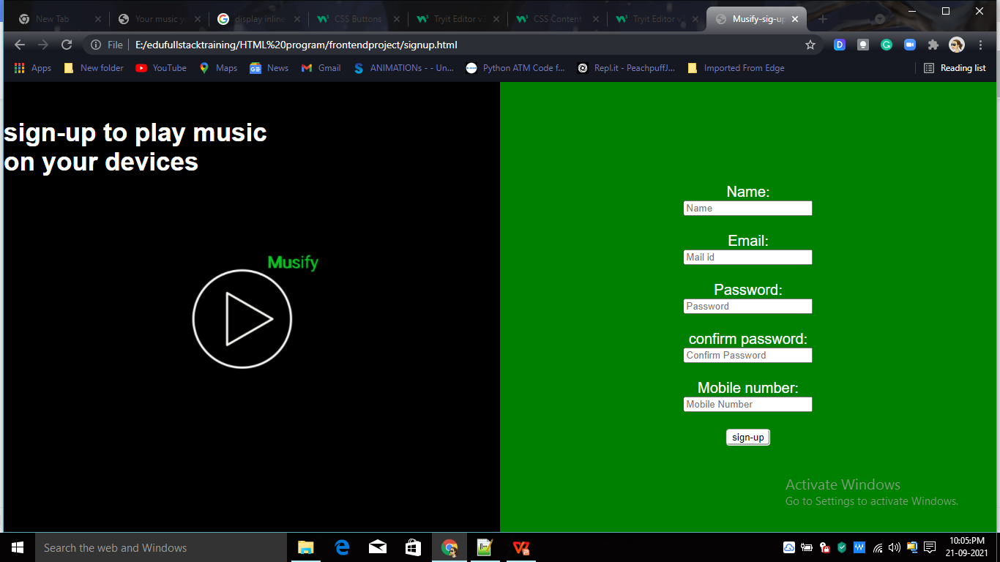 New Tab
Your music yo
display inline
CSS Buttons
Tryit Editor v3
CSS Content
Tryit Editor v
Musify-sig-up
File
E:/edufullstacktraining/HTML%20program/frontendproject/signup.html
D
G
Apps
New folder
YouTube
Maps
News
Gmail
ANIMATIONs - - Un...
Python ATM Code f...
Repl.it - PeachpuffJ...
Imported From Edge
Reading list
sign-up to play music
on your devices
Musify
Name:
Name
Email:
Mail id
Password:
Password
confirm password:
Confirm Password
Mobile number:
Mobile Number
sign-up
Activate Windows
Go to Settings to activate Windows.
Search the web and Windows
10:05:PM
21-09-2021